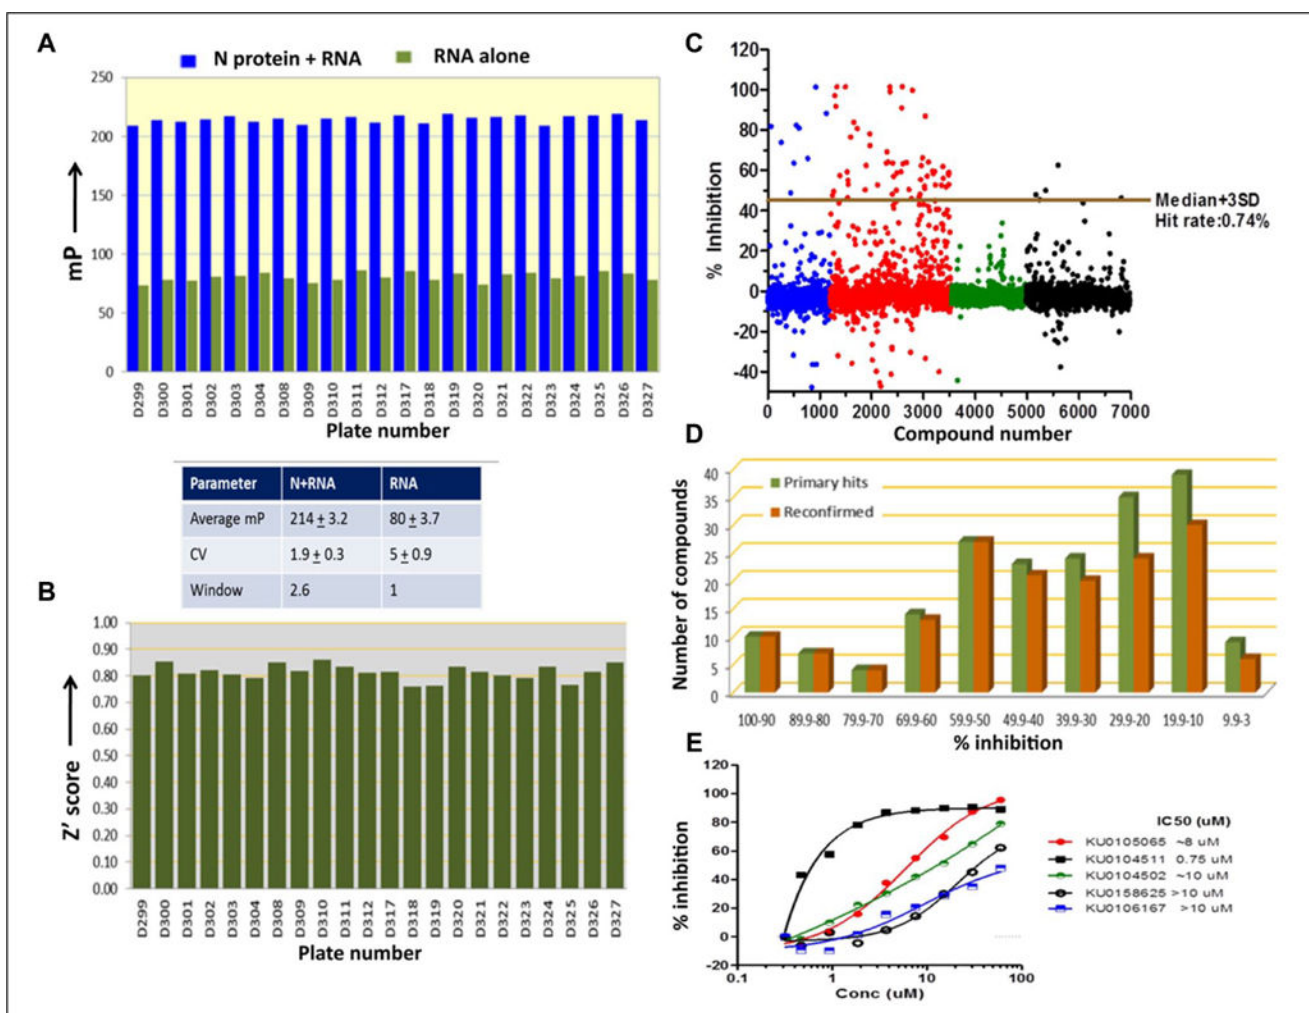 A
N protein + RNA
RNA alone
250
200
150
100
50
0
mP
D299 D300 D301 D302 D303 D304 D308 D309 D310 D311 D312 D317 D318 D319 D320 D321 D322 D323 D324 D325 D326 D327
Plate number
Parameter N+RNA RNA
Average mP 214 ± 3.2 80 ± 3.7
CV 1.9 ± 0.3 5 ± 0.9
Window 2.6 1
B
1.00
0.90
0.80
0.70
0.60
0.50
0.40
0.30
0.20
0.10
0.00
Z' score
D299 D300 D301 D302 D303 D304 D308 D309 D310 D311 D312 D317 D318 D319 D320 D321 D322 D323 D324 D325 D326 D327
Plate number
C
120
100
80
60
40
20
0
-20
-40
% Inhibition
Median+3SD
Hit rate:0.74%
0 1000 2000 3000 4000 5000 6000 7000
Compound number
D
40
35
30
25
20
15
10
5
0
Number of compounds
Primary hits
Reconfirmed
100-90 89.9-80 79.9-70 69.9-60 59.9-50 49.9-40 39.9-30 29.9-20 19.9-10 9.9-3
% inhibition
E
120
100
80
60
40
20
0
-20
% inhibition
0.1 1 10 100
Conc (uM)
IC50 (uM)
KU0105065 ~8 uM
KU0104511 0.75 uM
KU0104502 ~10 uM
KU0158625 >10 uM
KU0106167 >10 uM